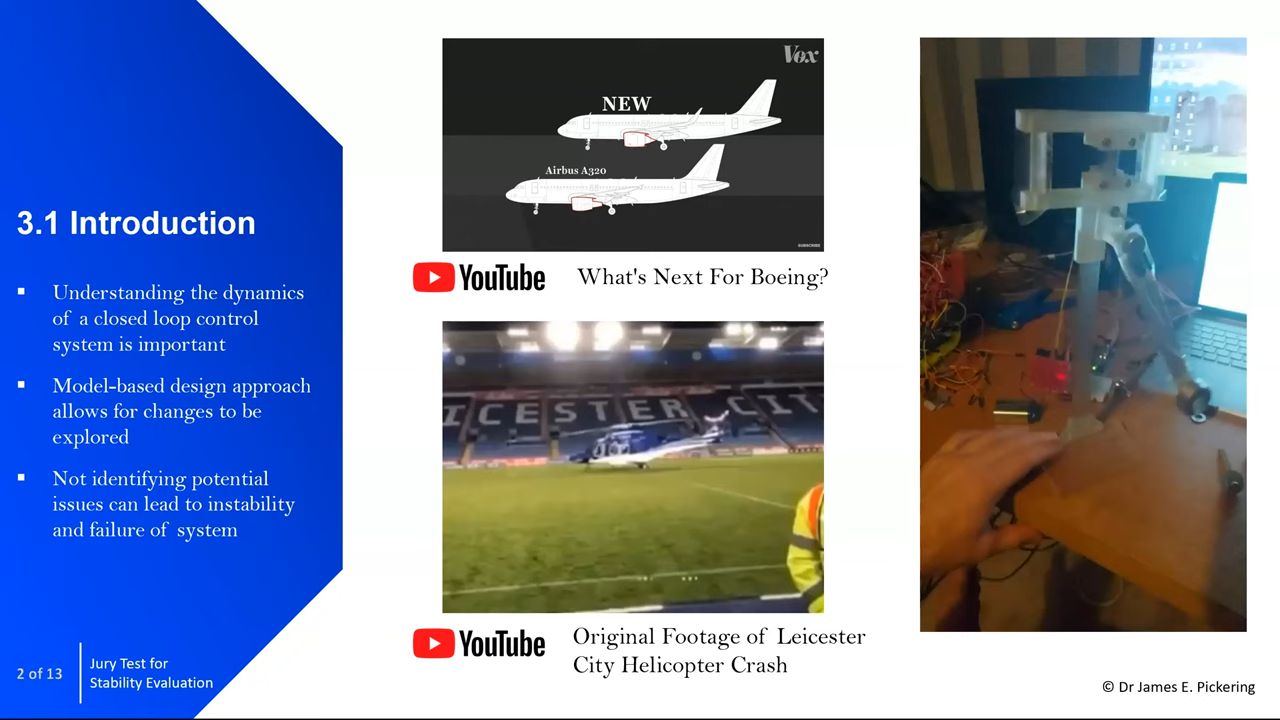 3.1 Introduction
▪ Understanding the dynamics
of a closed loop control
system is important
▪ Model-based design approach
allows for changes to be
explored
▪ Not identifying potential
issues can lead to instability
and failure of system
2 of 13
Jury Test for
Stability Evaluation
Vox
NEW
Airbus A320
SUBSCRIBE
YouTube
What's Next For Boeing?
ICESTER CIT
YouTube
Original Footage of Leicester
City Helicopter Crash
© Dr James E. Pickering